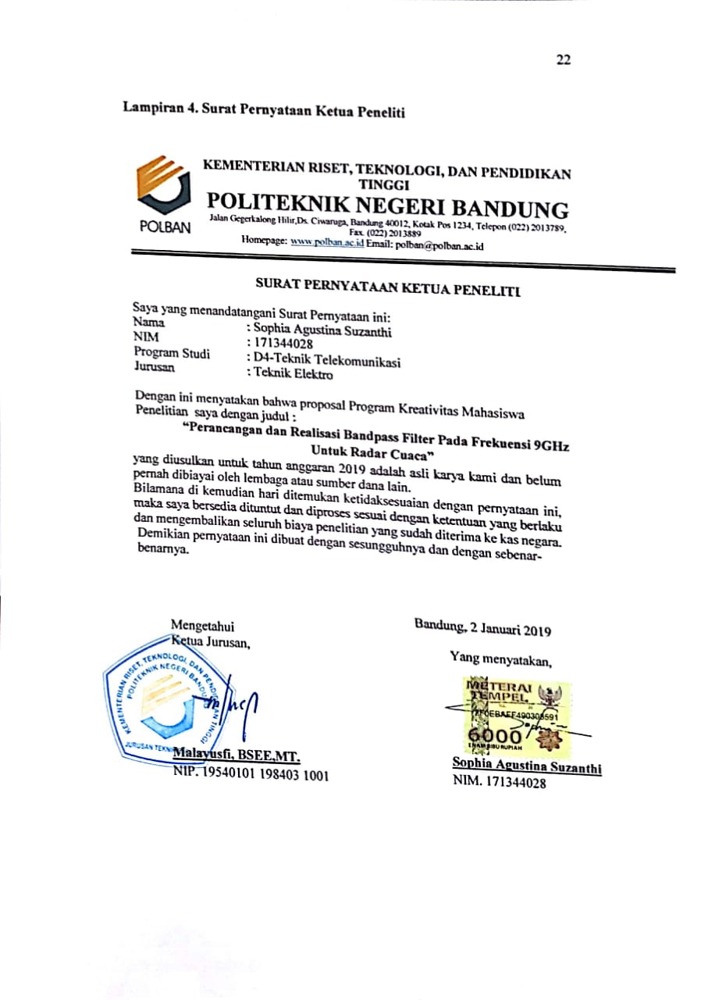 22
Lampiran 4. Surat Pernyataan Ketua Peneliti
KEMENTERIAN RISET, TEKNOLOGI, DAN PENDIDIKAN
TINGGI
POLITEKNIK NEGERI BANDUNG
Jalan Gegerkalong Hilir,Ds. Ciwaruga, Bandung 40012, Kotak Pos 1234, Telepon (022) 2013789,
Fax. (022) 2013889
Homepage: www.polban.ac.id Email: polban@polban.ac.id
POLBAN
SURAT PERNYATAAN KETUA PENELITI
Saya yang menandatangani Surat Pernyataan ini:
Nama : Sophia Agustina Suzanthi
NIM : 171344028
Program Studi : D4-Teknik Telekomunikasi
Jurusan : Teknik Elektro
Dengan ini menyatakan bahwa proposal Program Kreativitas Mahasiswa
Penelitian saya dengan judul :
“Perancangan dan Realisasi Bandpass Filter Pada Frekuensi 9GHz
Untuk Radar Cuaca”
yang diusulkan untuk tahun anggaran 2019 adalah asli karya kami dan belum
pernah dibiayai oleh lembaga atau sumber dana lain.
Bilamana di kemudian hari ditemukan ketidaksesuaian dengan pernyataan ini,
maka saya bersedia dituntut dan diproses sesuai dengan ketentuan yang berlaku
dan mengembalikan seluruh biaya penelitian yang sudah diterima ke kas negara.
Demikian pernyataan ini dibuat dengan sesungguhnya dan dengan sebenar-
benarnya.
Mengetahui
Ketua Jurusan,
KEMENTERIAN RISET, TEKNOLOGI, DAN PENDIDIKAN TINGGI
POLITEKNIK NEGERI BANDUNG
JURUSAN
Malayusfi, BSEE,MT.
NIP. 19540101 198403 1001
Bandung, 2 Januari 2019
Yang menyatakan,
METERAI
TEMPEL
6000
ENAM RIBU RUPIAH
Sophia Agustina Suzanthi
NIM. 171344028